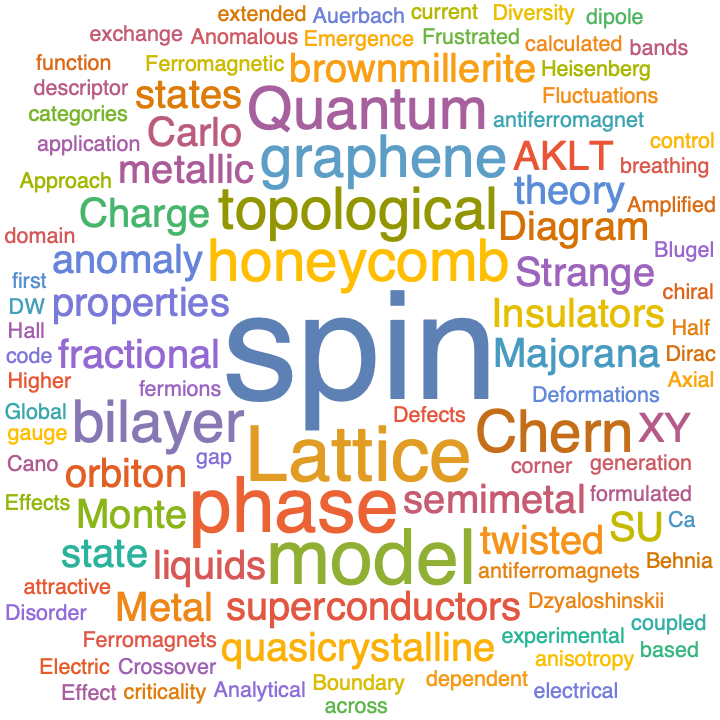 extended Auerbach current Diversity dipole
exchange Anomalous Emergence Frustrated calculated bands
function Ferromagnetic brownmillerite Heisenberg
descriptor states Quantum Fluctuations
categories Carlo antiferromagnet
application metallic graphene AKLT control
breathing
Approach topological theory Amplified
Charge Diagram
domain anomaly honeycomb Strange Blugel
first properties spin Insulators chiral
DW Half
Hall fractional Majorana Dirac
code
Higher fermions Deformations Axial
Global bilayer Defects Chern XY
gauge gap Lattice
Cano orbiton corner generation
Effects Monte phase semimetal formulated
state liquids model twisted SU Ca
antiferromagnets Behnia
attractive Metal superconductors Dzyaloshinskii
Disorder coupled
Ferromagnets quasicrystalline experimental based
Electric Crossover anisotropy
Effect criticality Analytical Boundary dependent electrical
across